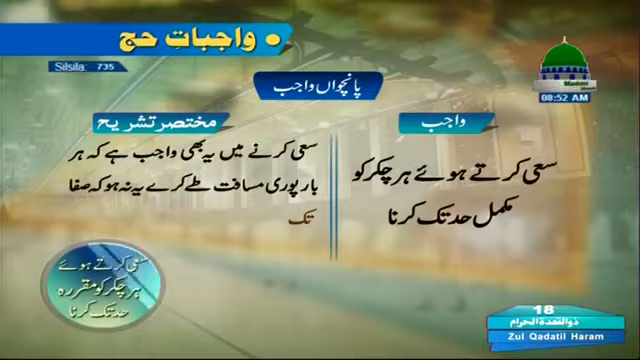 واجباتِ حج
Silsila: 735
Madani
08:52 AM
پانچواں واجب
واجب
سعی کرتے ہوئے ہر چکر کو
مکمل حد تک کرنا
مختصر تشریح
سعی کرنے میں یہ بھی واجب ہے کہ ہر
بار پوری مسافت طے کرے یہ نہ ہو کہ صفا
تک
سعی کرتے ہوئے
ہر چکر کو مقررہ
حد تک کرنا
18
ذوالقعدۃ الحرام
Zul Qadatil Haram